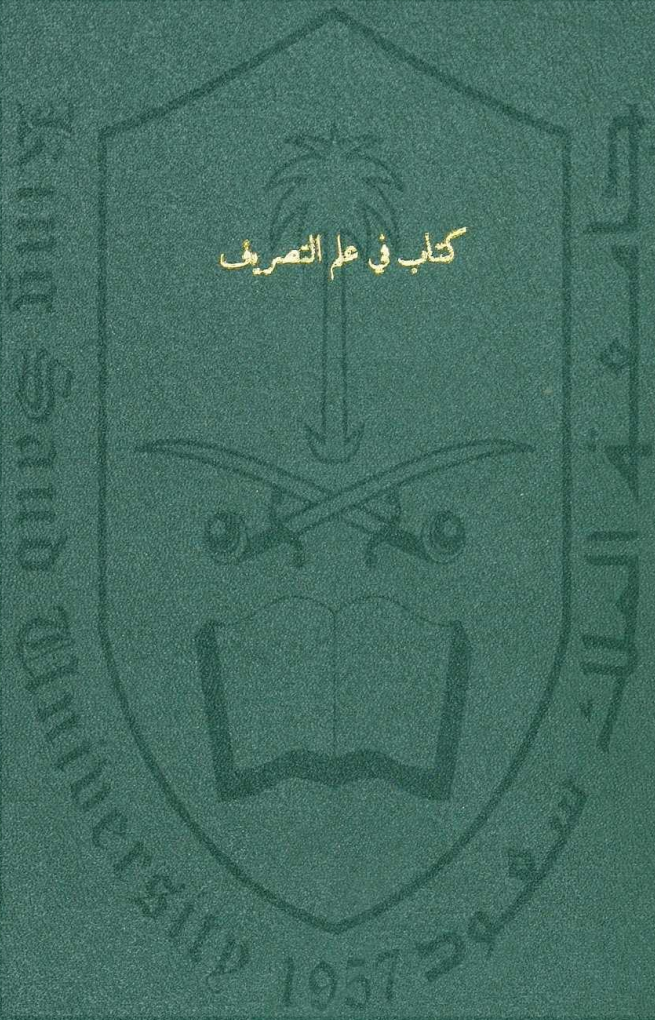 كتاب في علم التصريف
King Saud University
1957
جامعة الملك سعود